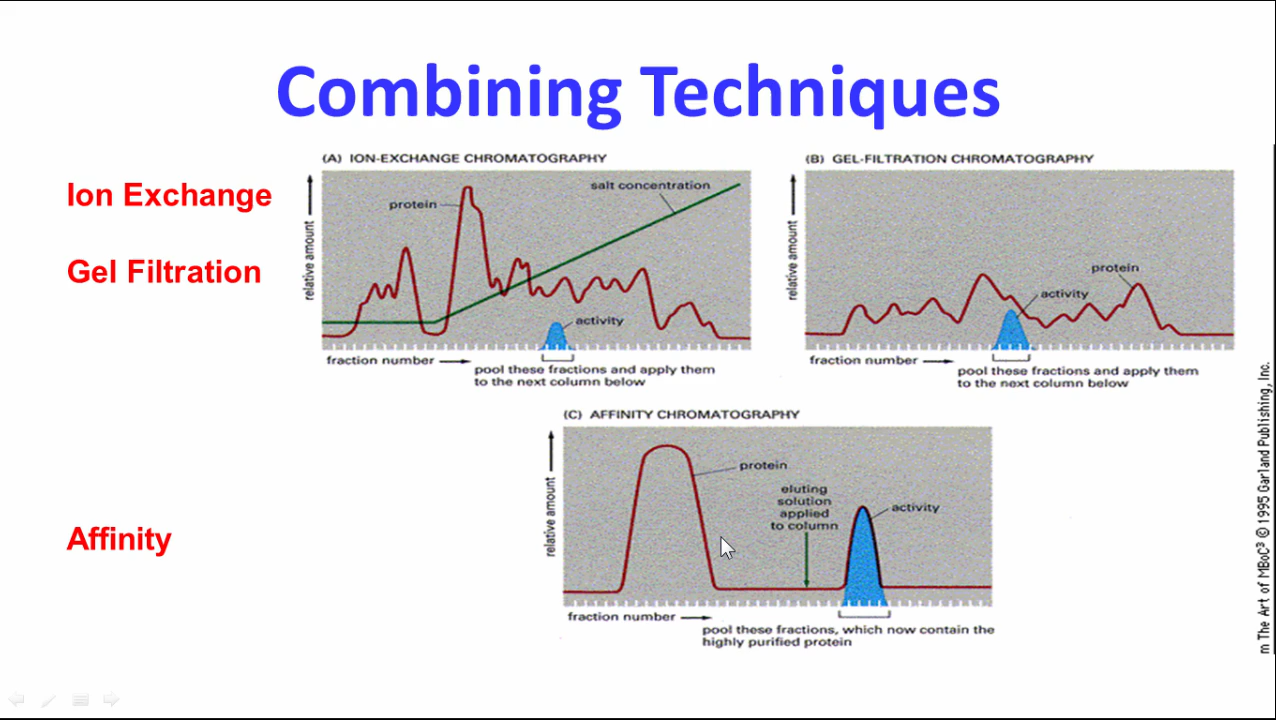 Combining Techniques
Ion Exchange
Gel Filtration
Affinity
(A) ION-EXCHANGE CHROMATOGRAPHY
relative amount
protein
salt concentration
activity
fraction number
pool these fractions and apply them
to the next column below
(B) GEL-FILTRATION CHROMATOGRAPHY
relative amount
protein
activity
fraction number
pool these fractions and apply them
to the next column below
(C) AFFINITY CHROMATOGRAPHY
relative amount
protein
eluting
solution
applied
to column
activity
fraction number
pool these fractions, which now contain the
highly purified protein
m The Art of MBoC³ © 1995 Garland Publishing, Inc.